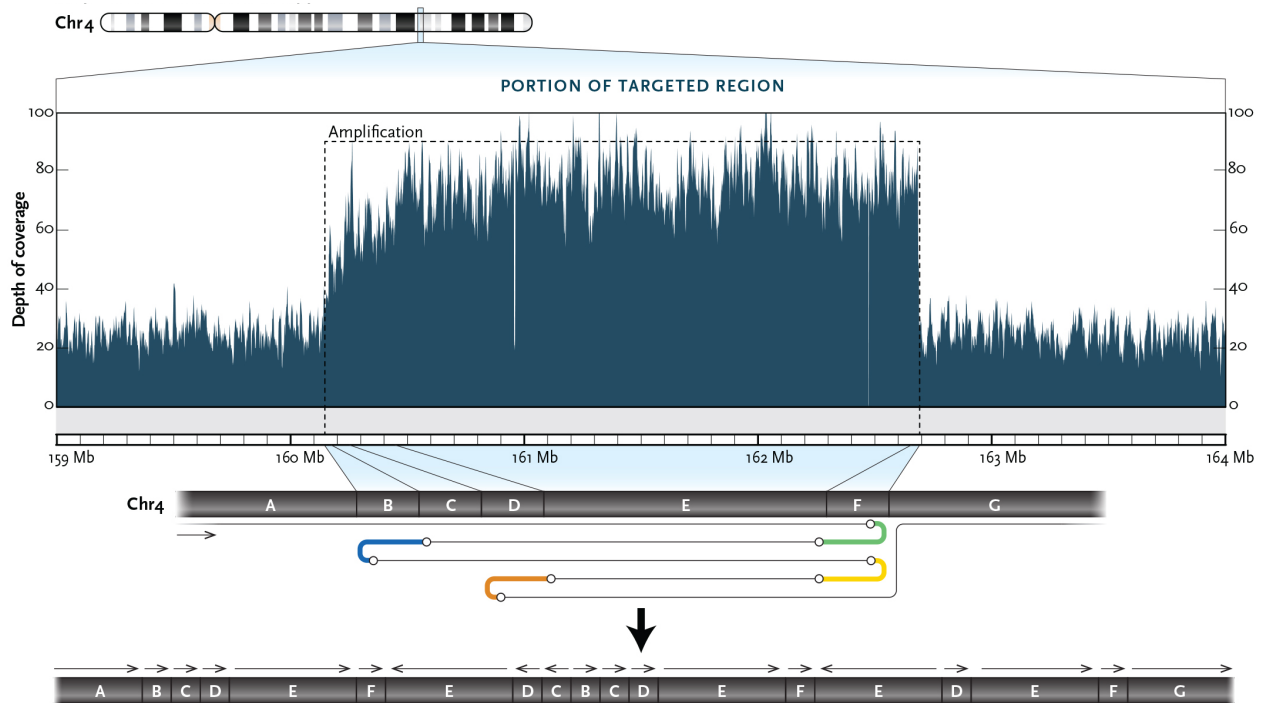 Chr4
PORTION OF TARGETED REGION
100 100
Amplification
80 80
60 60
40 40
20 20
0 0
Depth of coverage
159 Mb 160 Mb 161 Mb 162 Mb 163 Mb 164 Mb
Chr4 A B C D E F G
A B C D E F E D C B C D E F E D E F G